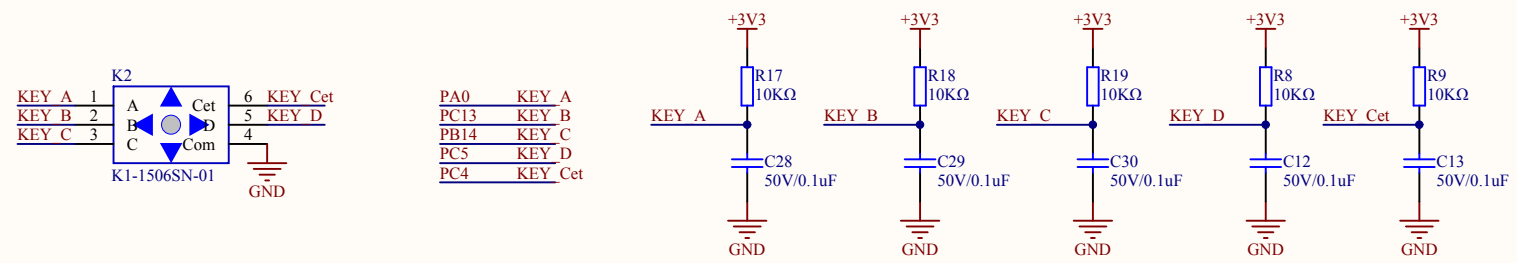 K2
KEY_A 1 A Cet 6 KEY_Cet
KEY_B 2 B D 5 KEY_D
KEY_C 3 C Com 4
K1-1506SN-01
GND
PA0 KEY_A
PC13 KEY_B
PB14 KEY_C
PC5 KEY_D
PC4 KEY_Cet
+3V3
R17
10KΩ
KEY_A
C28
50V/0.1uF
GND
+3V3
R18
10KΩ
KEY_B
C29
50V/0.1uF
GND
+3V3
R19
10KΩ
KEY_C
C30
50V/0.1uF
GND
+3V3
R8
10KΩ
KEY_D
C12
50V/0.1uF
GND
+3V3
R9
10KΩ
KEY_Cet
C13
50V/0.1uF
GND